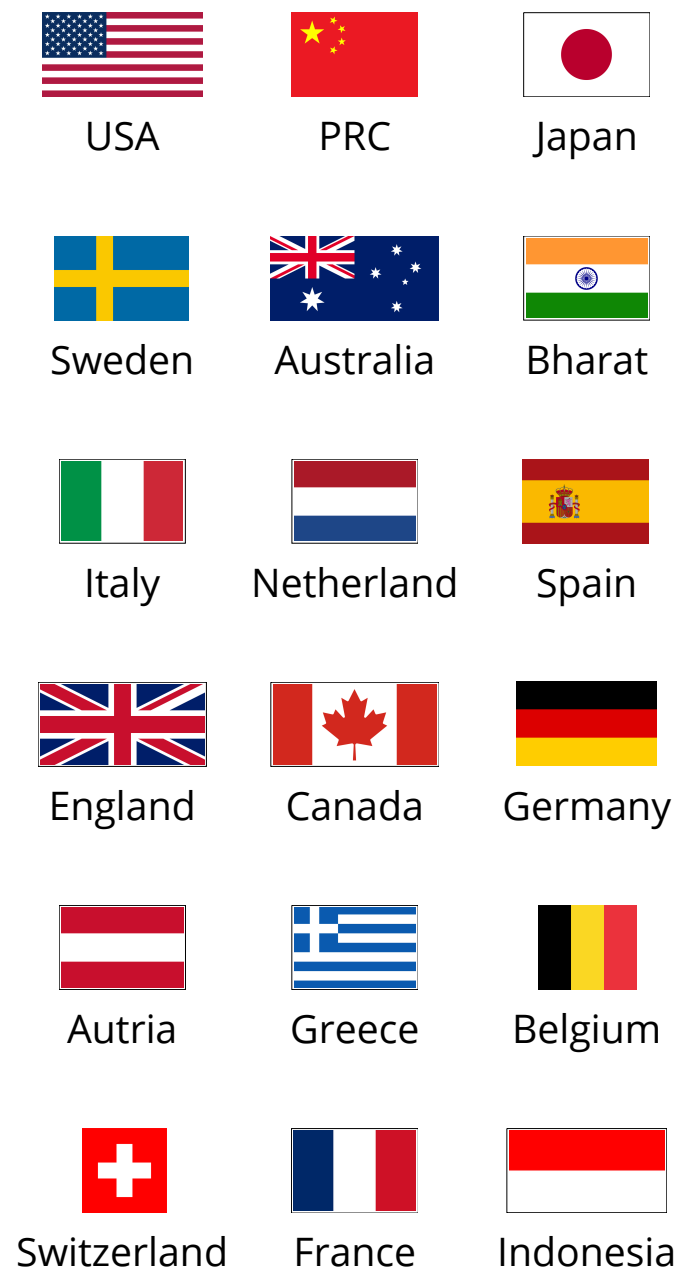 USA
PRC
Japan
Sweden
Australia
Bharat
Italy
Netherland
Spain
England
Canada
Germany
Autria
Greece
Belgium
Switzerland
France
Indonesia